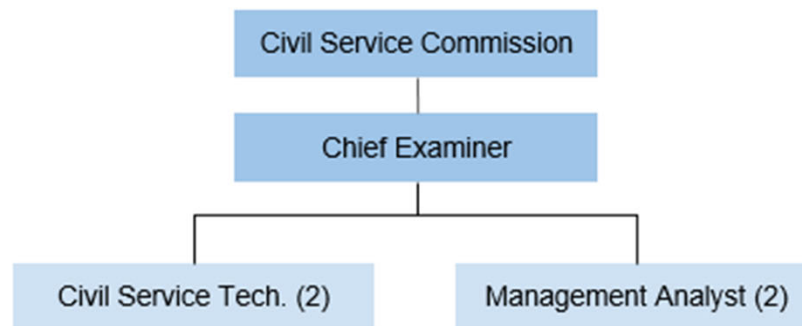 Civil Service Commission
Chief Examiner
Civil Service Tech. (2)
Management Analyst (2)